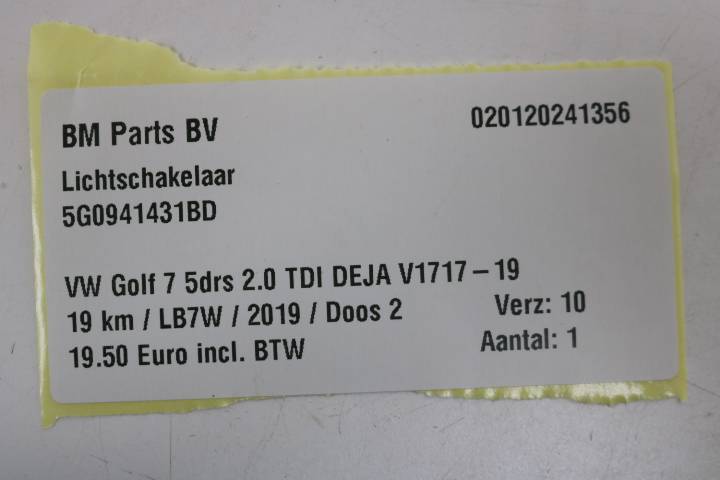 BM Parts BV 020120241356
Lichtschakelaar
5G0941431BD
VW Golf 7 5drs 2.0 TDI DEJA V1717-19
19 km / LB7W / 2019 / Doos 2 Verz: 10
19.50 Euro incl. BTW Aantal: 1